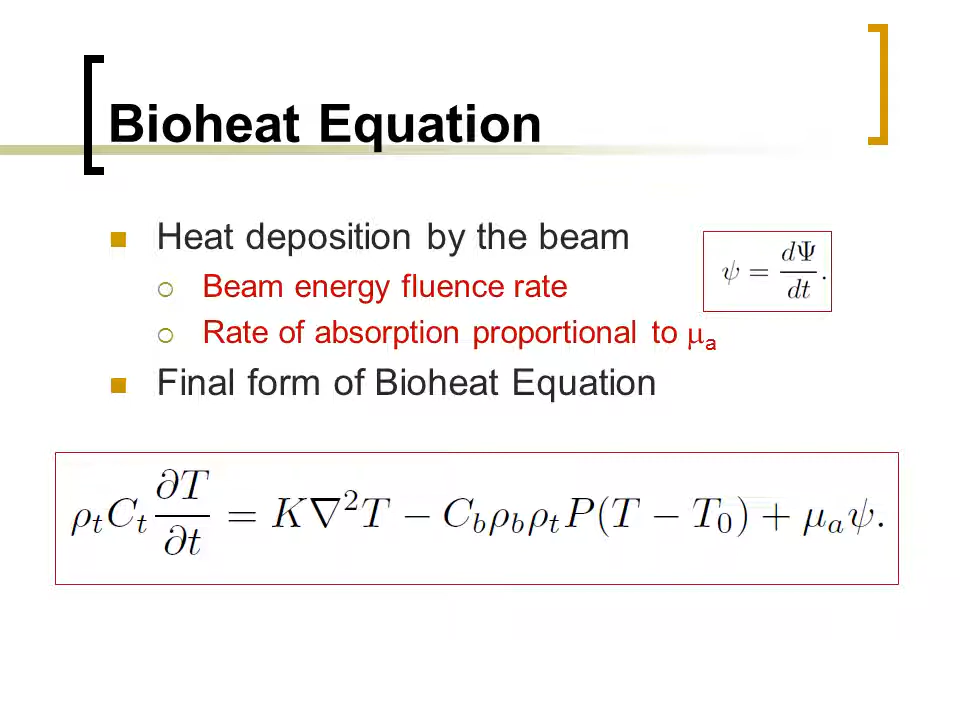 Bioheat Equation
Heat deposition by the beam
Beam energy fluence rate
ψ = dΨ/dt.
Rate of absorption proportional to μₐ
Final form of Bioheat Equation
ρₜCₜ ∂T/∂t = K∇²T − C_bρ_bρₜP(T − T₀) + μₐψ.